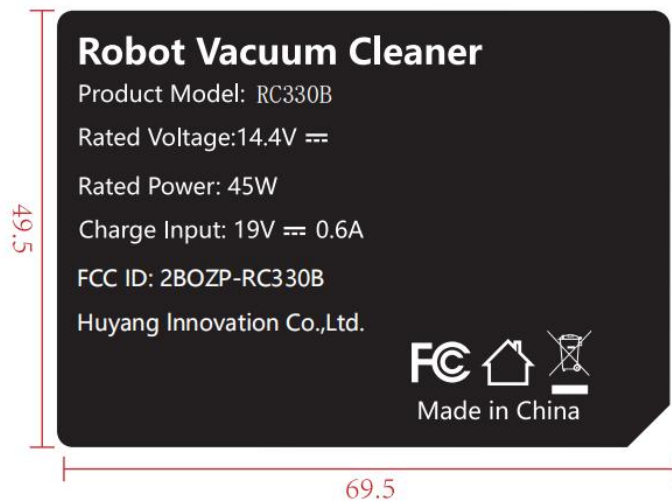 Robot Vacuum Cleaner
Product Model: RC330B
Rated Voltage:14.4V ⎓
Rated Power: 45W
Charge Input: 19V ⎓ 0.6A
FCC ID: 2BOZP-RC330B
Huyang Innovation Co.,Ltd.
FC
Made in China
49.5
69.5